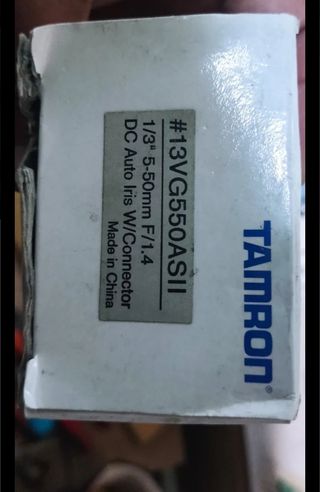 TAMRON
#13VG550ASII
1/3" 5-50mm F/1.4
DC Auto Iris W/Connector
Made in China